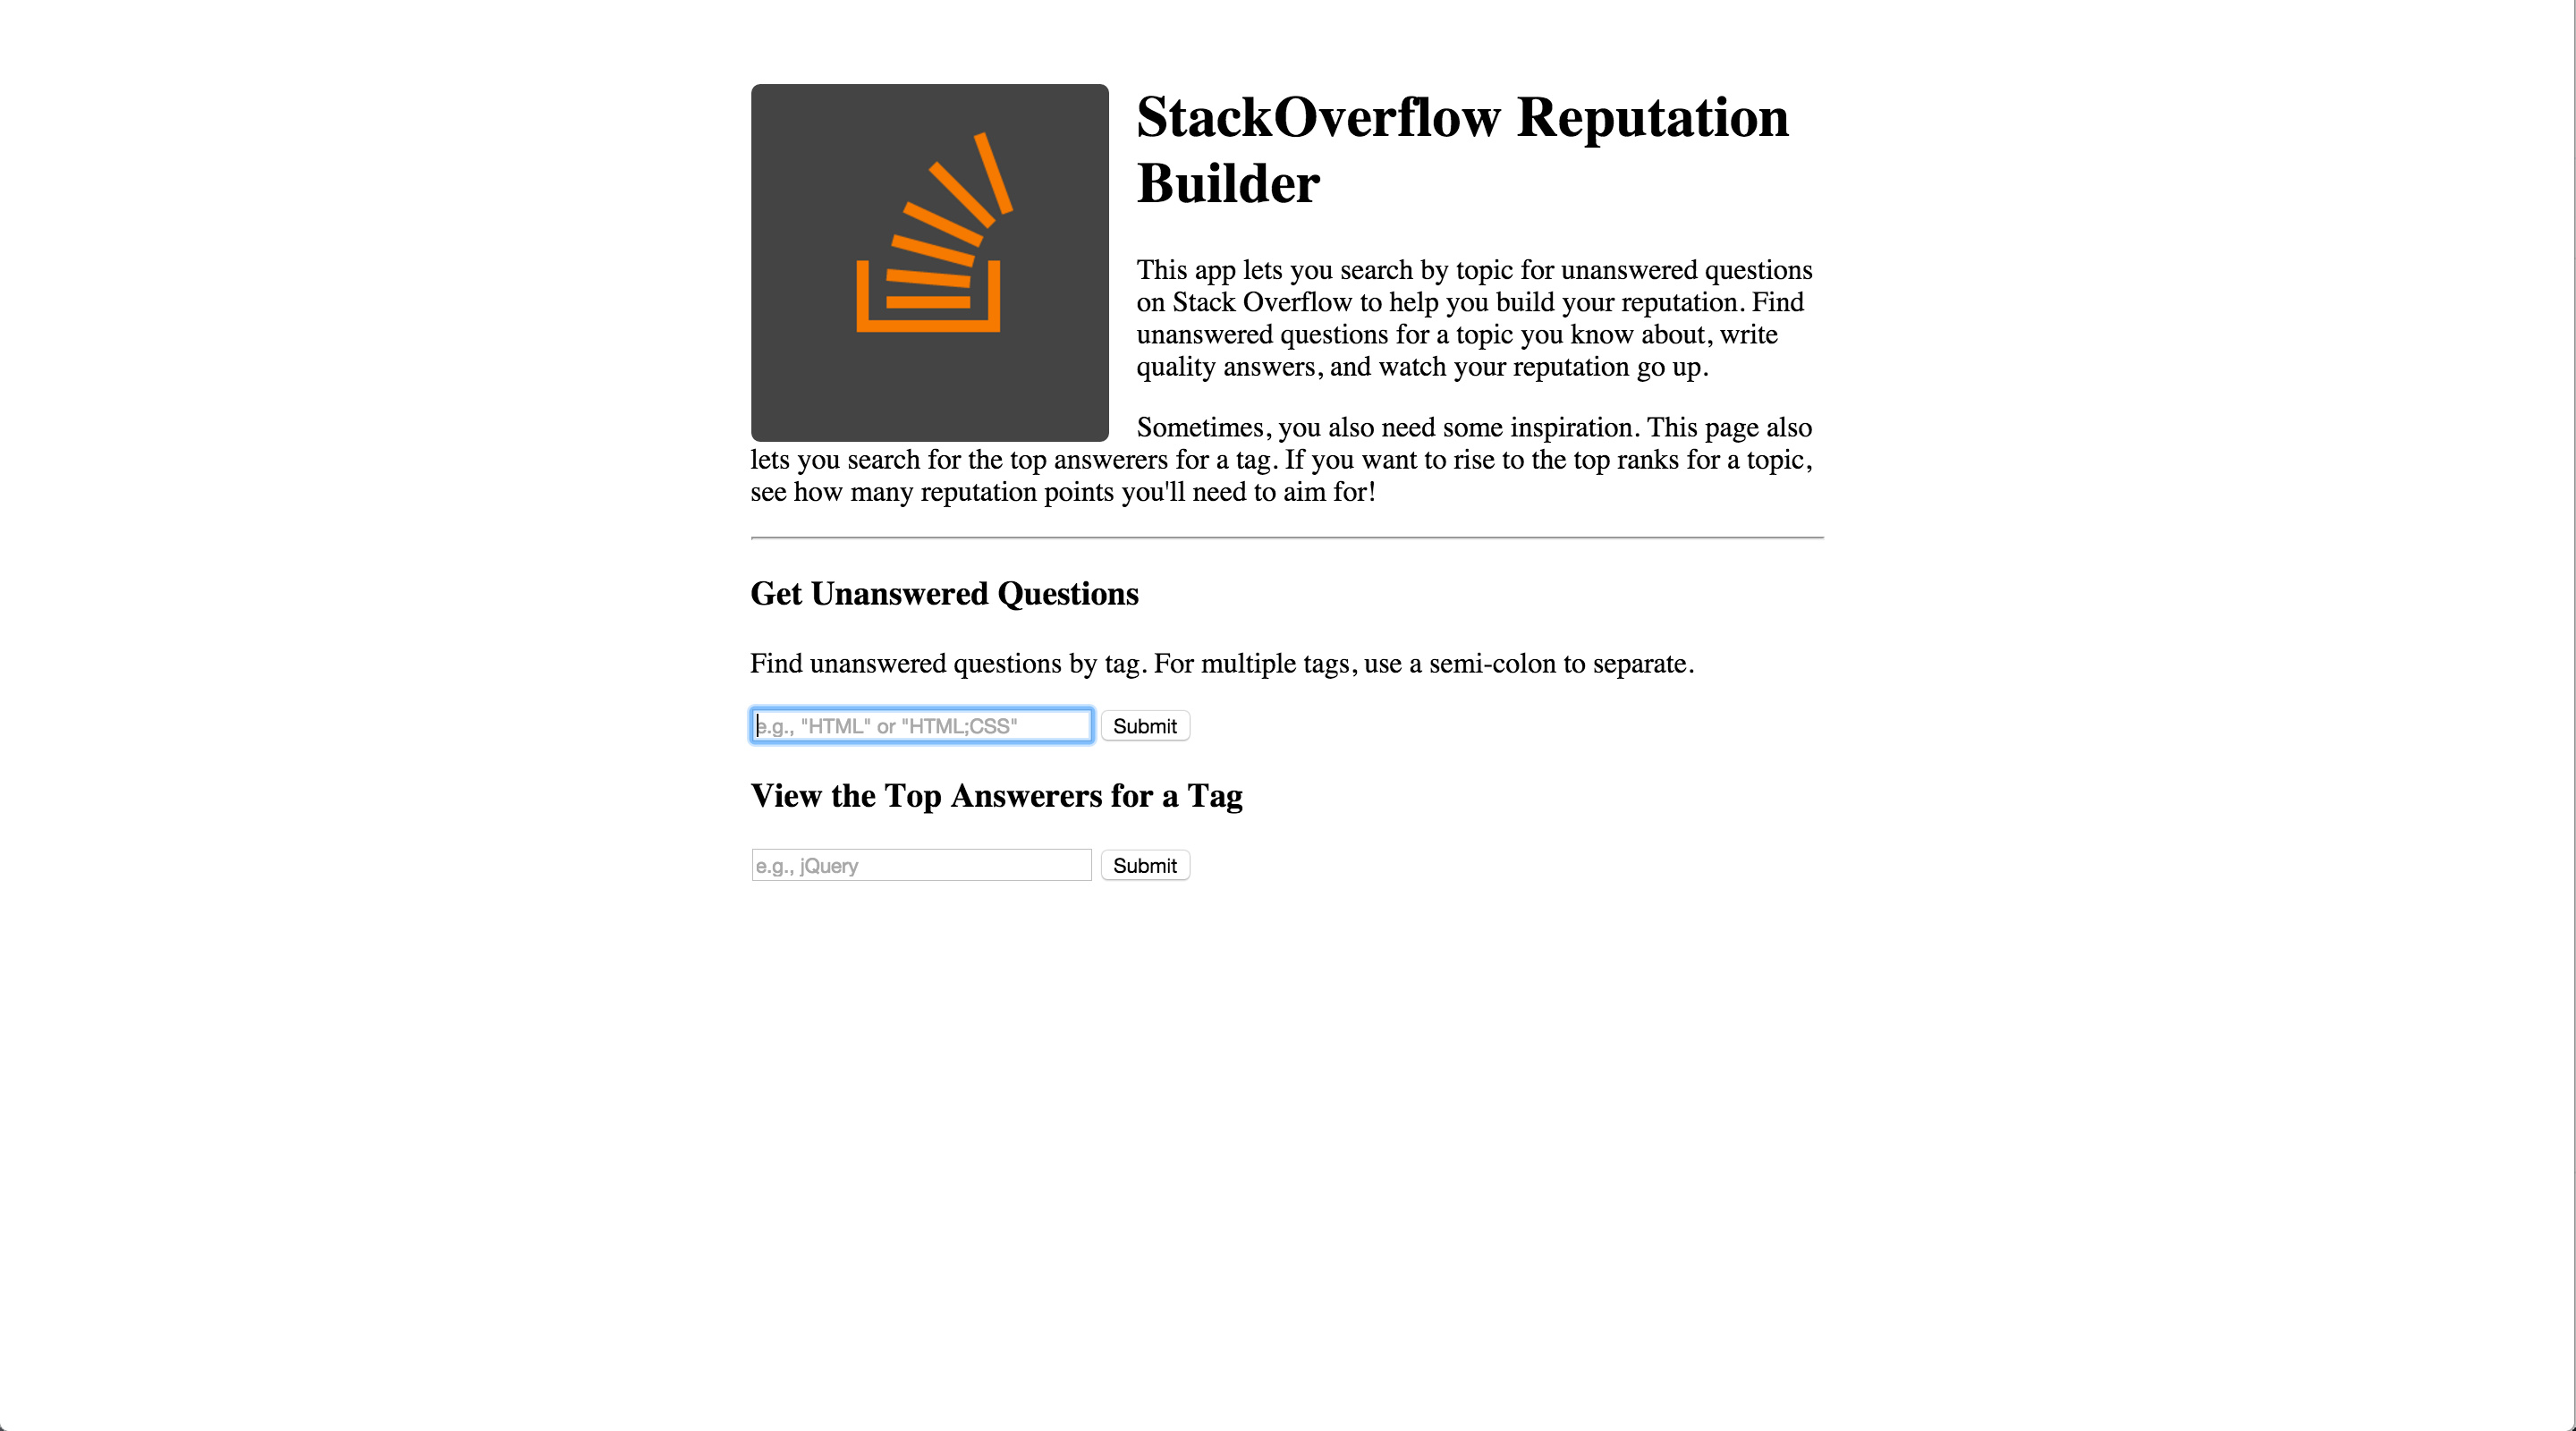 StackOverflow Reputation
Builder
This app lets you search by topic for unanswered questions
on Stack Overflow to help you build your reputation. Find
unanswered questions for a topic you know about, write
quality answers, and watch your reputation go up.
Sometimes, you also need some inspiration. This page also
lets you search for the top answerers for a tag. If you want to rise to the top ranks for a topic,
see how many reputation points you'll need to aim for!
Get Unanswered Questions
Find unanswered questions by tag. For multiple tags, use a semi-colon to separate.
e.g., "HTML" or "HTML;CSS" Submit
View the Top Answerers for a Tag
e.g., jQuery Submit